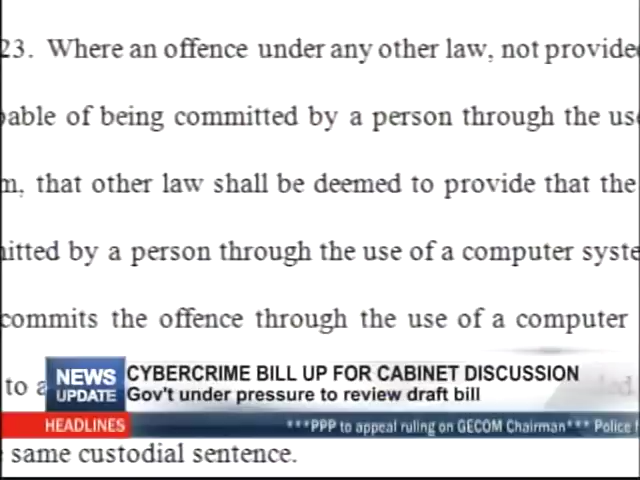 23. Where an offence under any other law, not provide
able of being committed by a person through the us
m, that other law shall be deemed to provide that the
itted by a person through the use of a computer syste
commits the offence through the use of a computer
to a
NEWS UPDATE
CYBERCRIME BILL UP FOR CABINET DISCUSSION
Gov't under pressure to review draft bill
HEADLINES
***PPP to appeal ruling on GECOM Chairman*** Police
same custodial sentence.